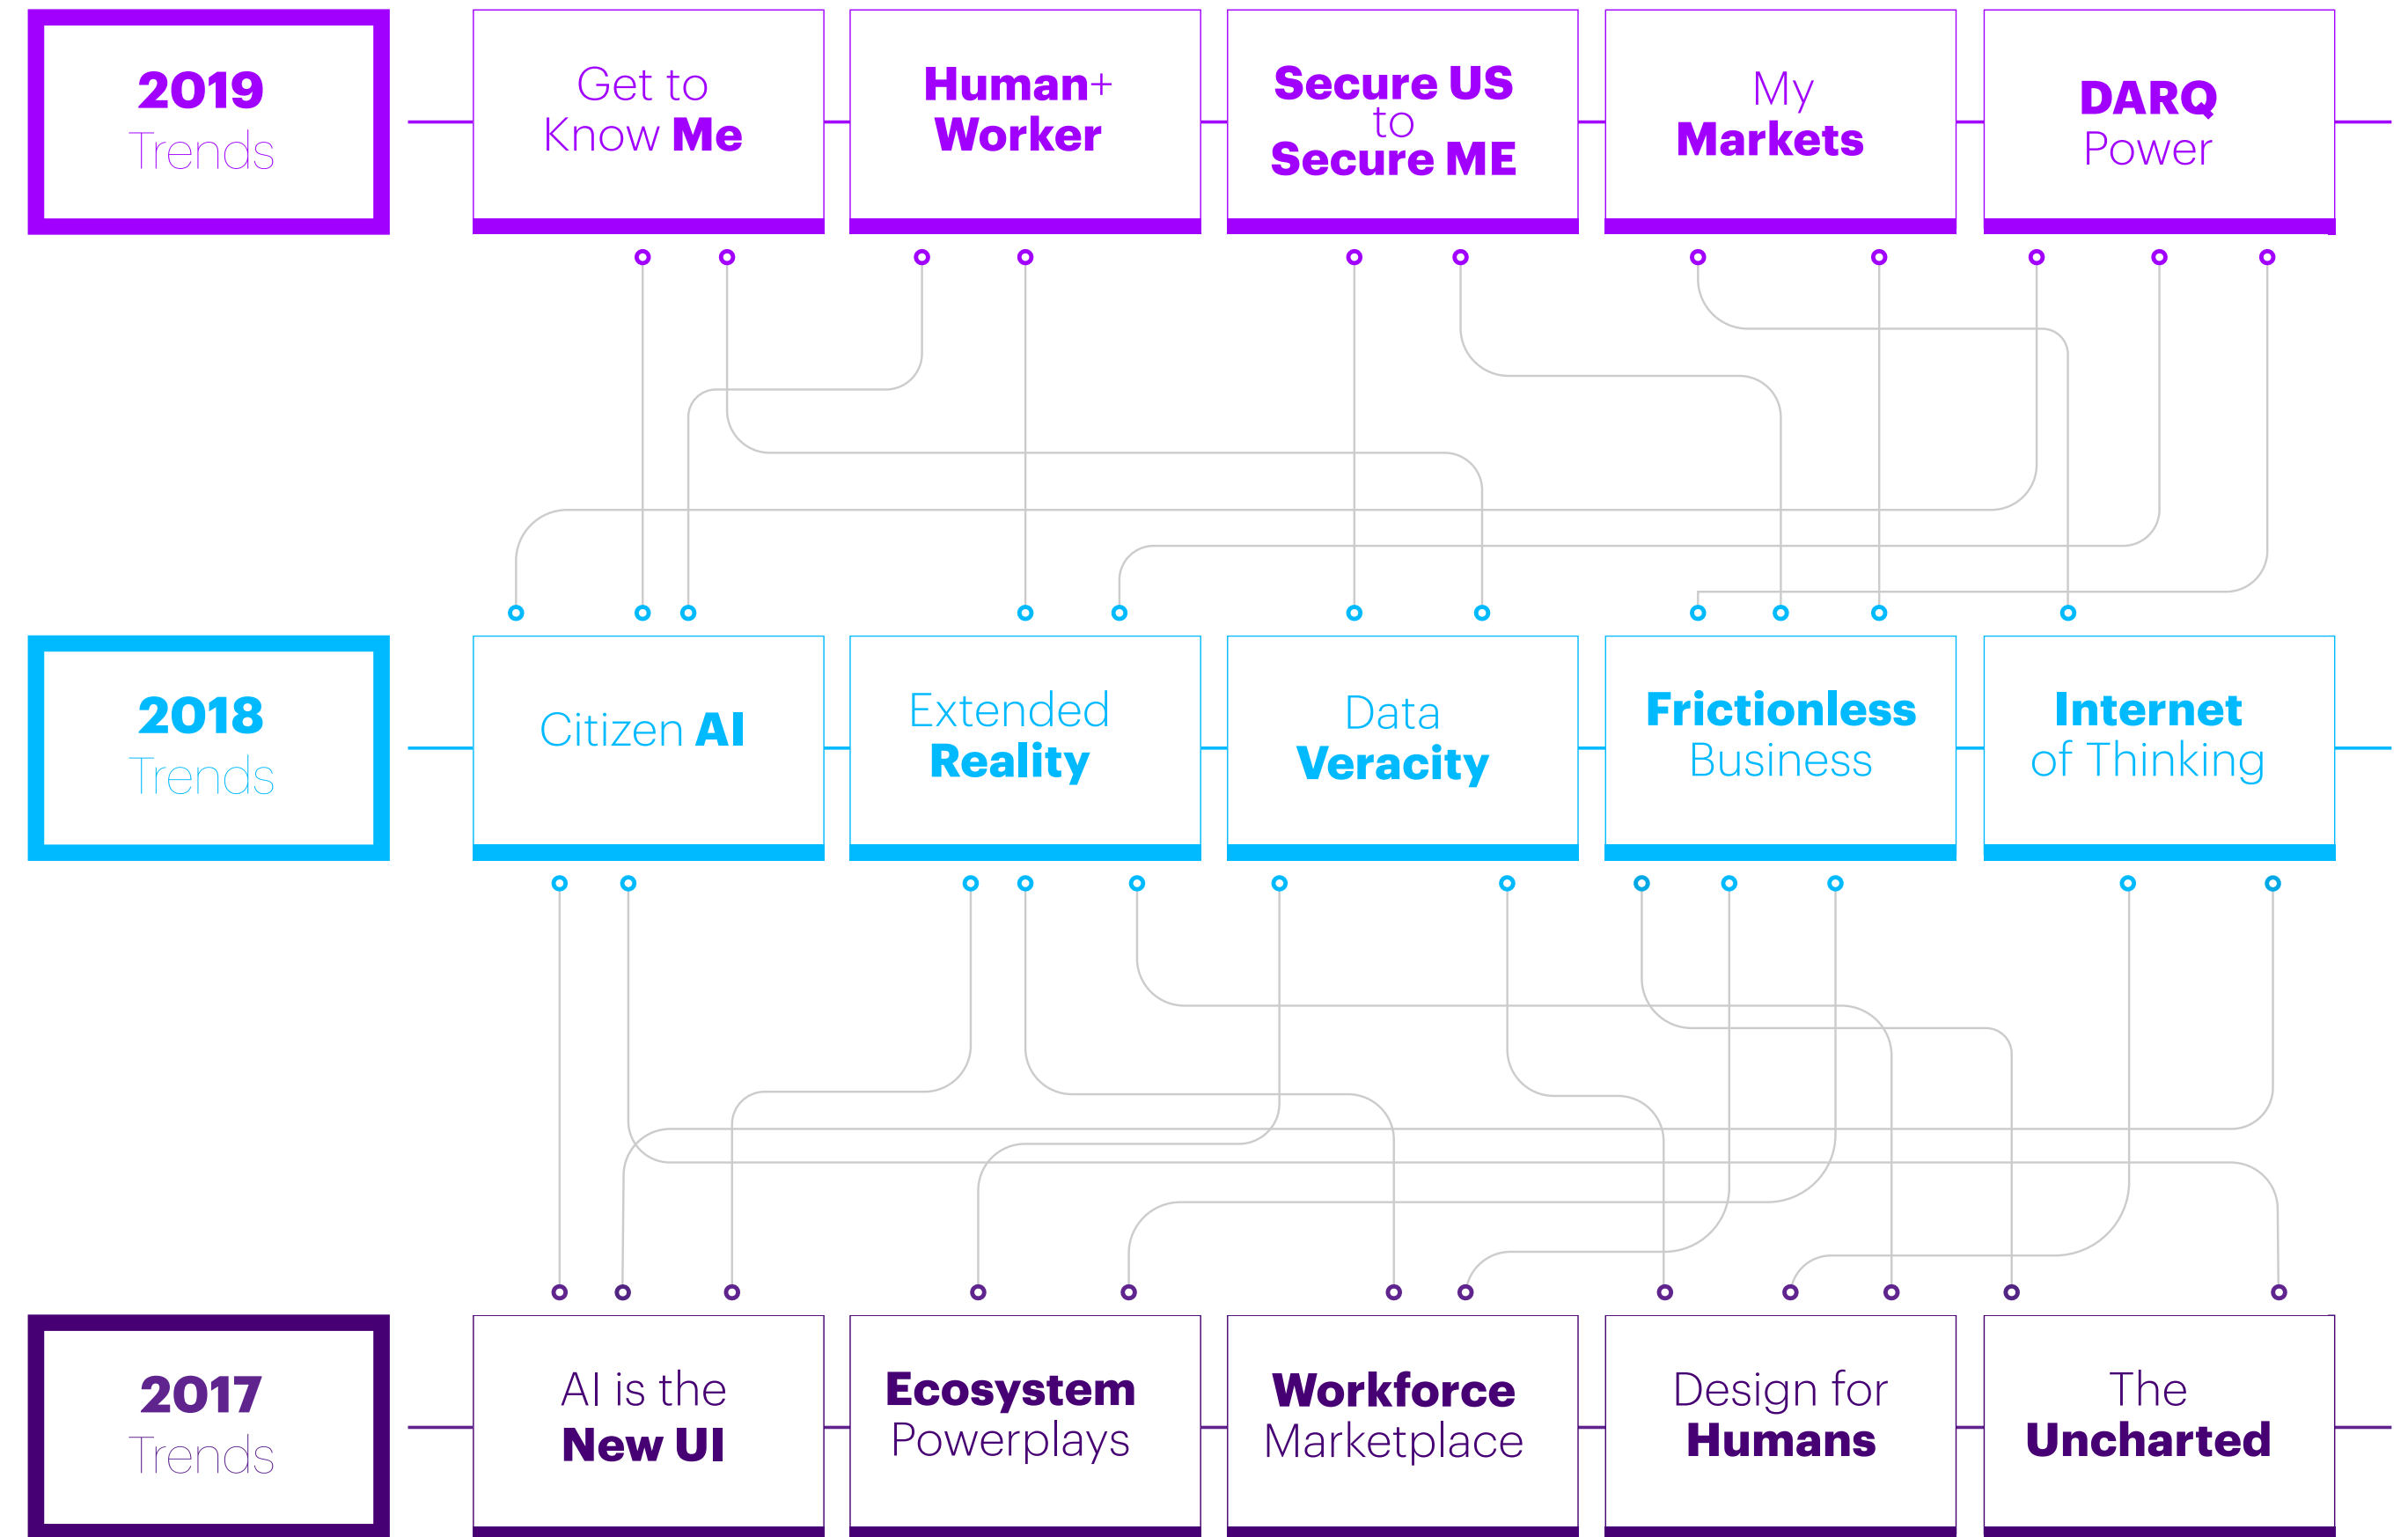 2019
Trends
Get to
Know Me
Human+
Worker
Secure US
to
Secure ME
My
Markets
DARQ
Power
2018
Trends
Citizen AI
Extended
Reality
Data
Veracity
Frictionless
Business
Internet
of Thinking
2017
Trends
AI is the
New UI
Ecosystem
Powerplays
Workforce
Marketplace
Design for
Humans
The
Uncharted